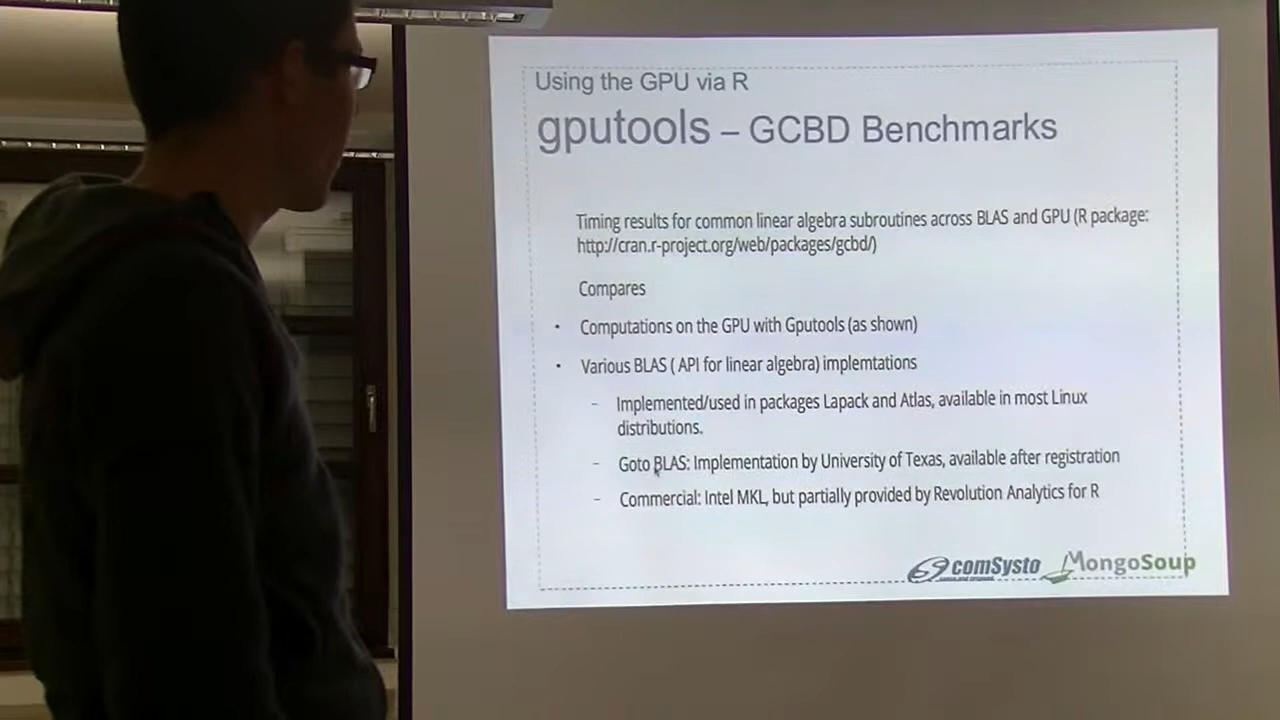 Using the GPU via R
gputools – GCBD Benchmarks
Timing results for common linear algebra subroutines across BLAS and GPU (R package:
http://cran.r-project.org/web/packages/gcbd/)
Compares
• Computations on the GPU with Gputools (as shown)
• Various BLAS ( API for linear algebra) implemtations
– Implemented/used in packages Lapack and Atlas, available in most Linux
distributions.
– Goto BLAS: Implementation by University of Texas, available after registration
– Commercial: Intel MKL, but partially provided by Revolution Analytics for R
comSysto MongoSoup